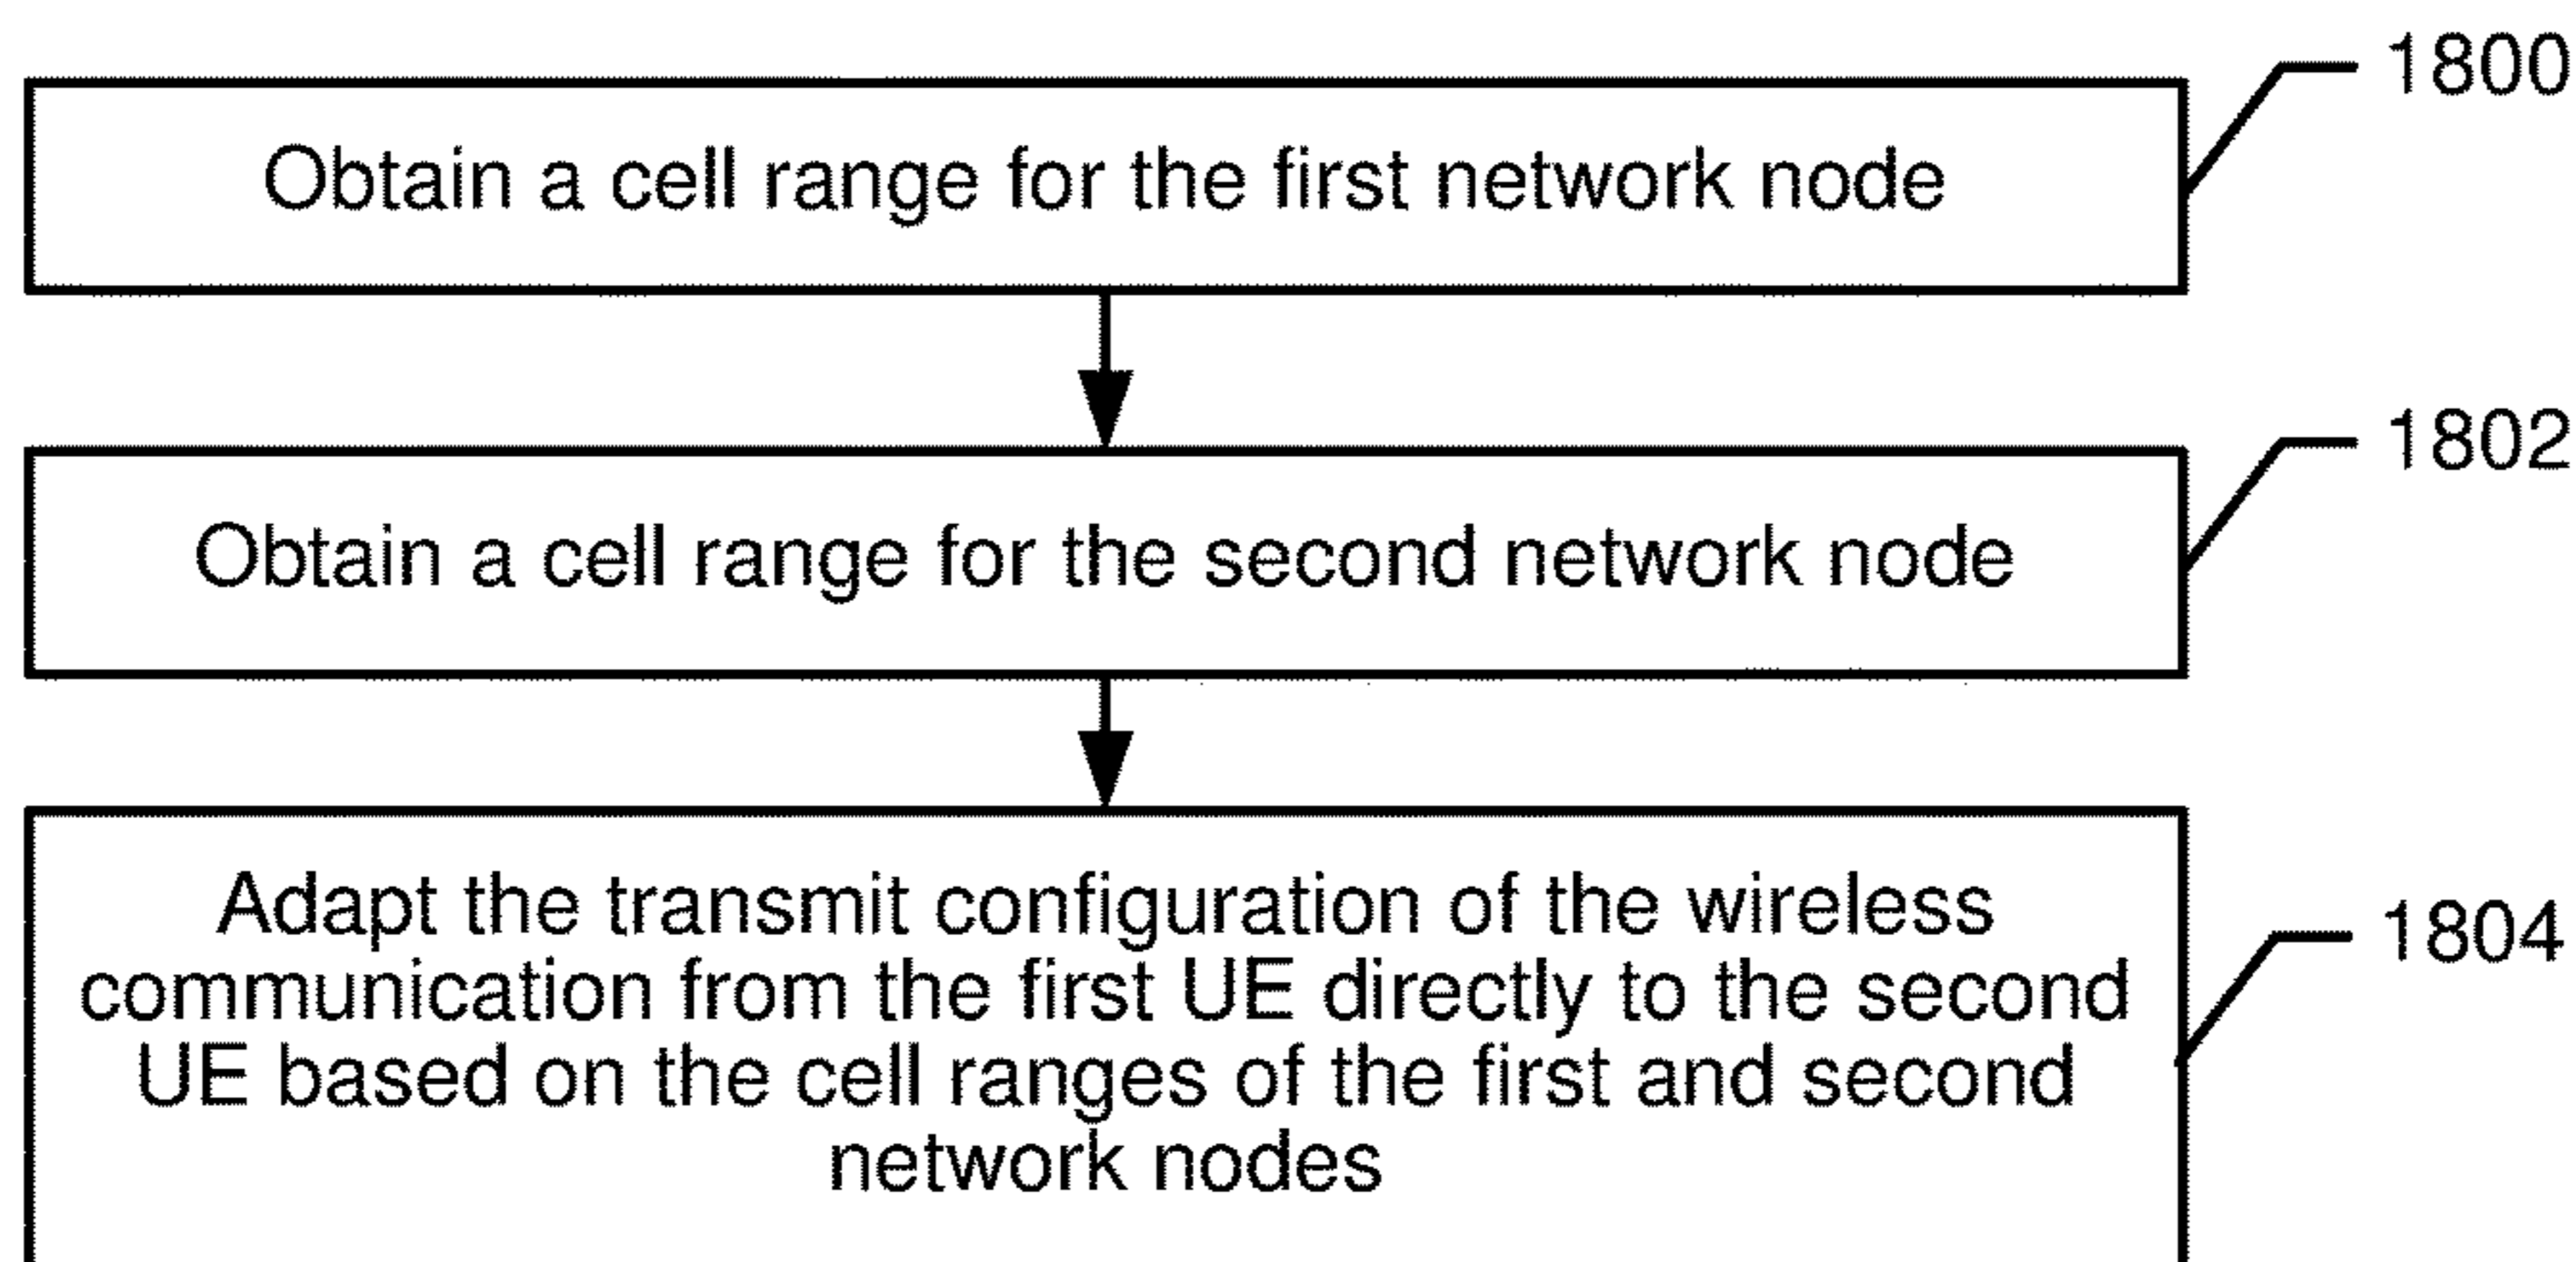 1800
Obtain a cell range for the first network node
1802
Obtain a cell range for the second network node
Adapt the transmit configuration of the wireless
communication from the first UE directly to the second
1804
UE based on the cell ranges of the first and second
network nodes